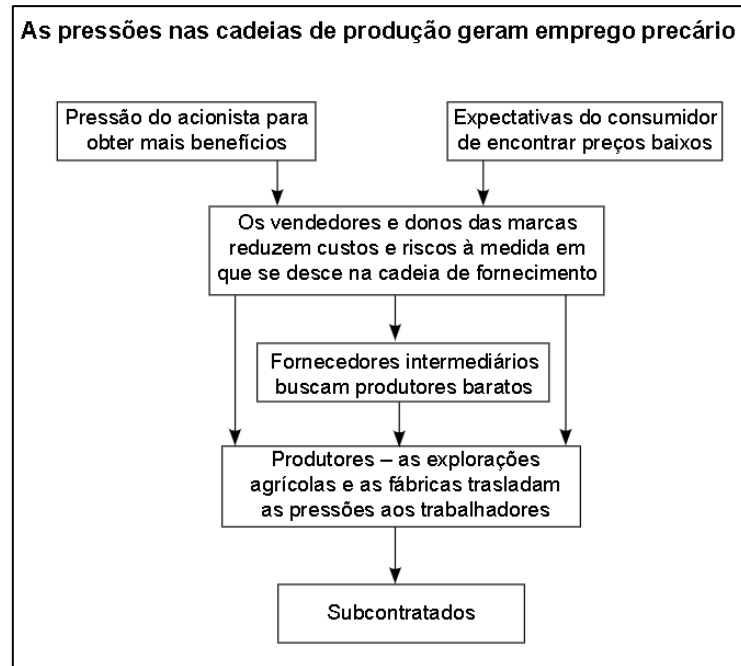 As pressões nas cadeias de produção geram emprego precário
Pressão do acionista para
obter mais benefícios
Expectativas do consumidor
de encontrar preços baixos
Os vendedores e donos das marcas
reduzem custos e riscos à medida em
que se desce na cadeia de fornecimento
Fornecedores intermediários
buscam produtores baratos
Produtores – as explorações
agrícolas e as fábricas trasladam
as pressões aos trabalhadores
Subcontratados